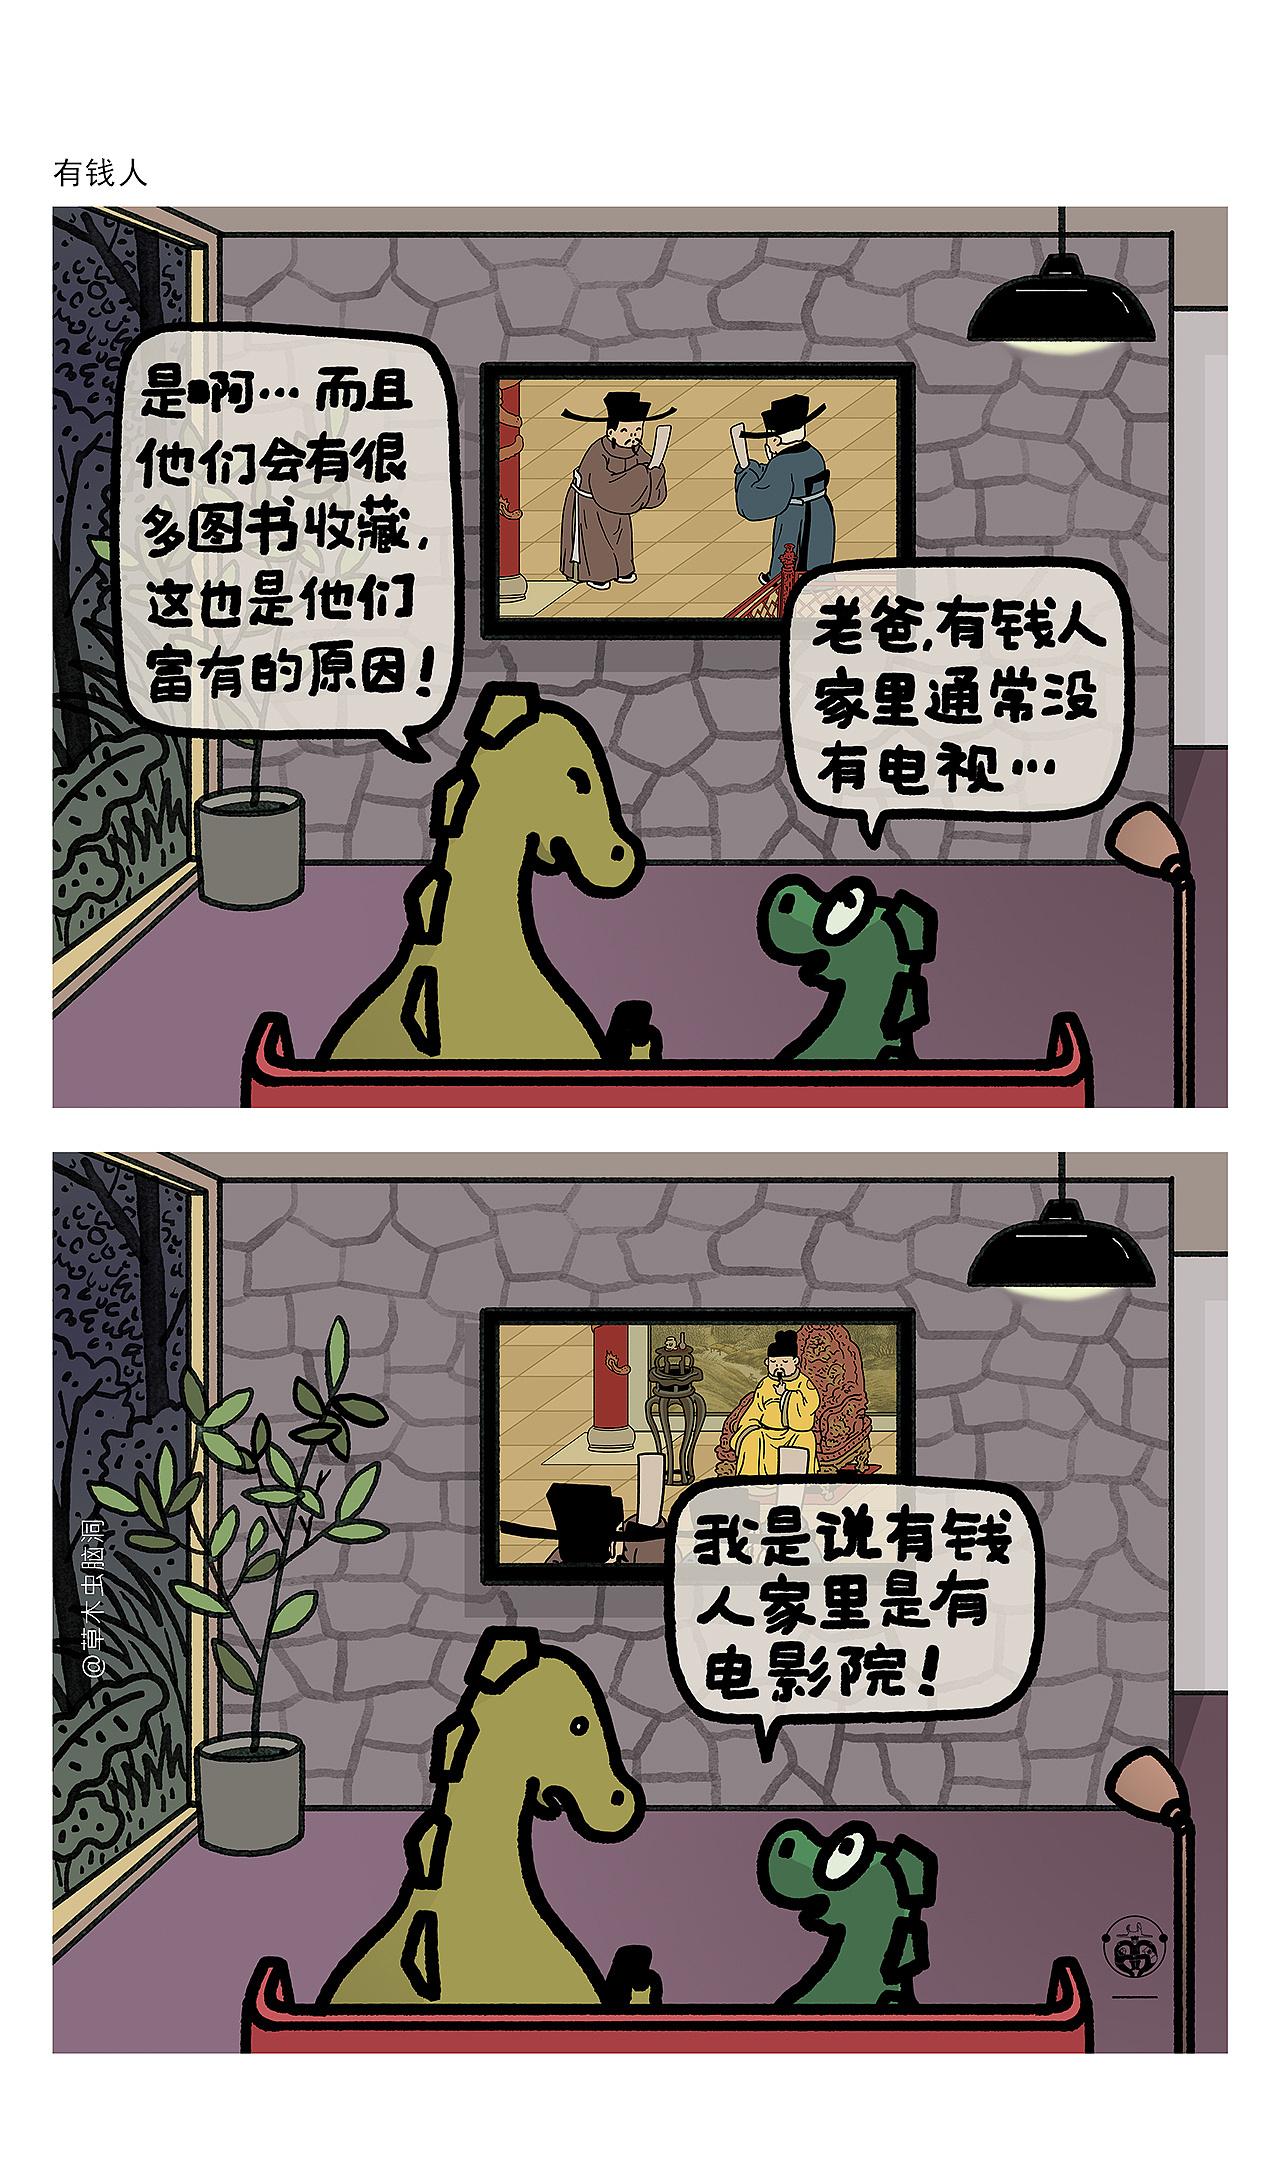 有钱人
老爸,有钱人
家里通常没
有电视…
是啊…而且
他们会有很
多图书收藏,
这也是他们
富有的原因!
我是说有钱
人家里是有
电影院!
@草木虫脑洞